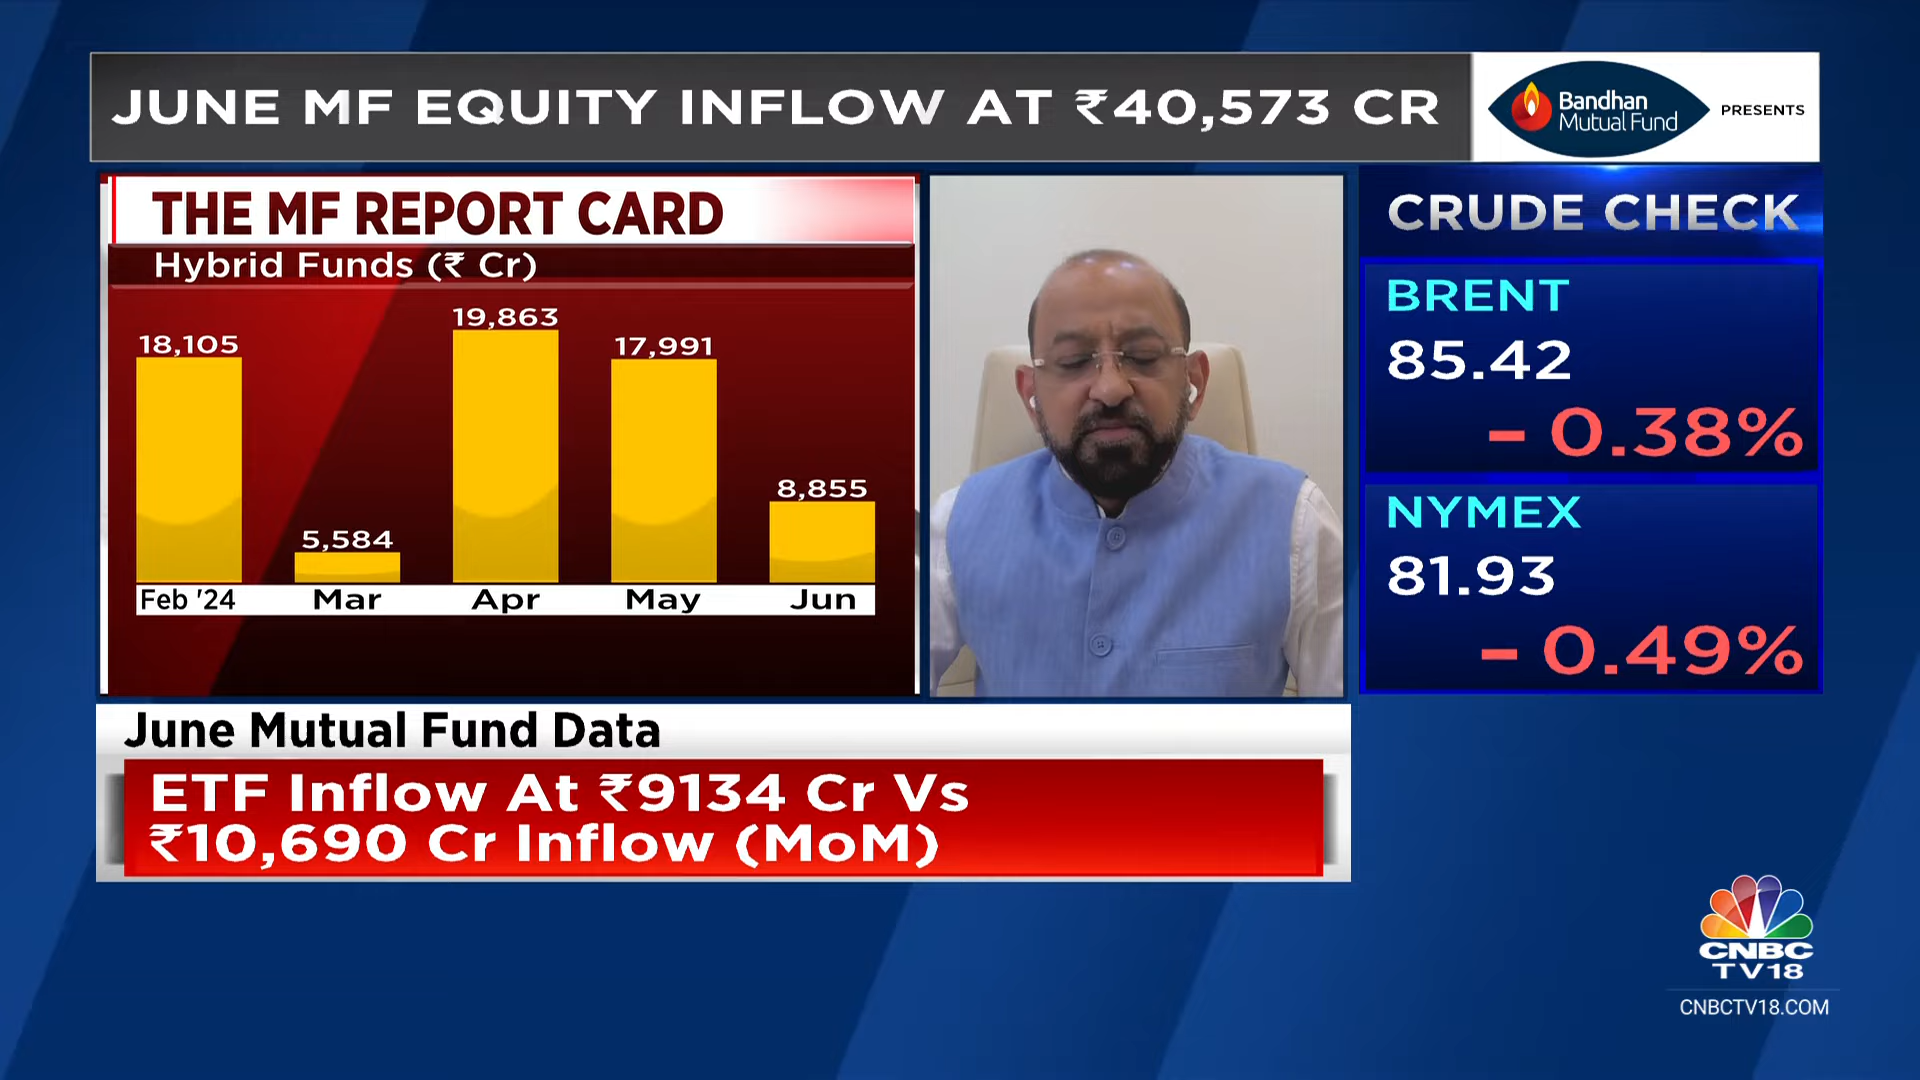 JUNE MF EQUITY INFLOW AT ₹40,573 CR
Bandhan
Mutual Fund
PRESENTS
THE MF REPORT CARD
Hybrid Funds (₹ Cr)
18,105
5,584
19,863
17,991
8,855
Feb '24
Mar
Apr
May
Jun
CRUDE CHECK
BRENT
85.42
– 0.38%
NYMEX
81.93
– 0.49%
June Mutual Fund Data
ETF Inflow At ₹9134 Cr Vs
₹10,690 Cr Inflow (MoM)
CNBC
TV18
CNBCTV18.COM